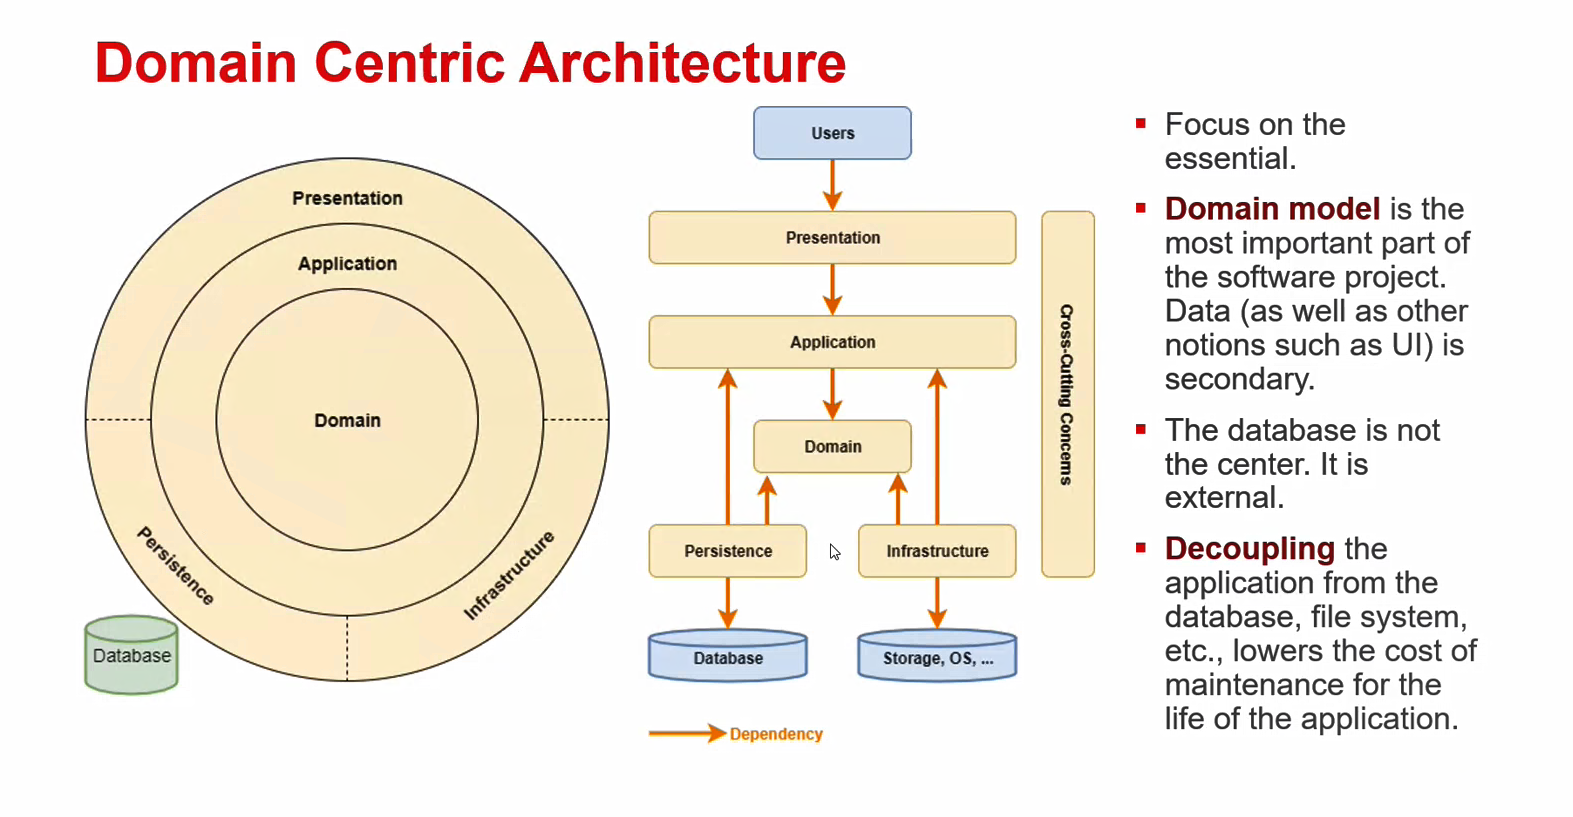 Domain Centric Architecture
Presentation
Application
Domain
Persistence
Infrastructure
Database
Users
Presentation
Application
Domain
Persistence
Infrastructure
Database
Storage, OS, ...
Cross-Cutting Concerns
Dependency
Focus on the
essential.
Domain model is the
most important part of
the software project.
Data (as well as other
notions such as UI) is
secondary.
The database is not
the center. It is
external.
Decoupling the
application from the
database, file system,
etc., lowers the cost of
maintenance for the
life of the application.